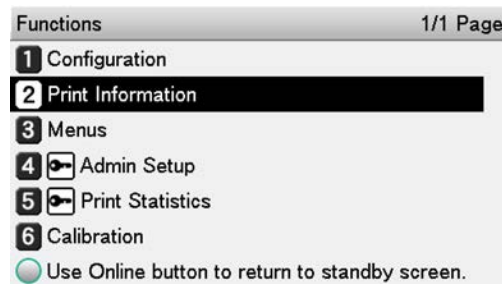 Functions 1/1 Page
1 Configuration
2 Print Information
3 Menus
4 Admin Setup
5 Print Statistics
6 Calibration
Use Online button to return to standby screen.